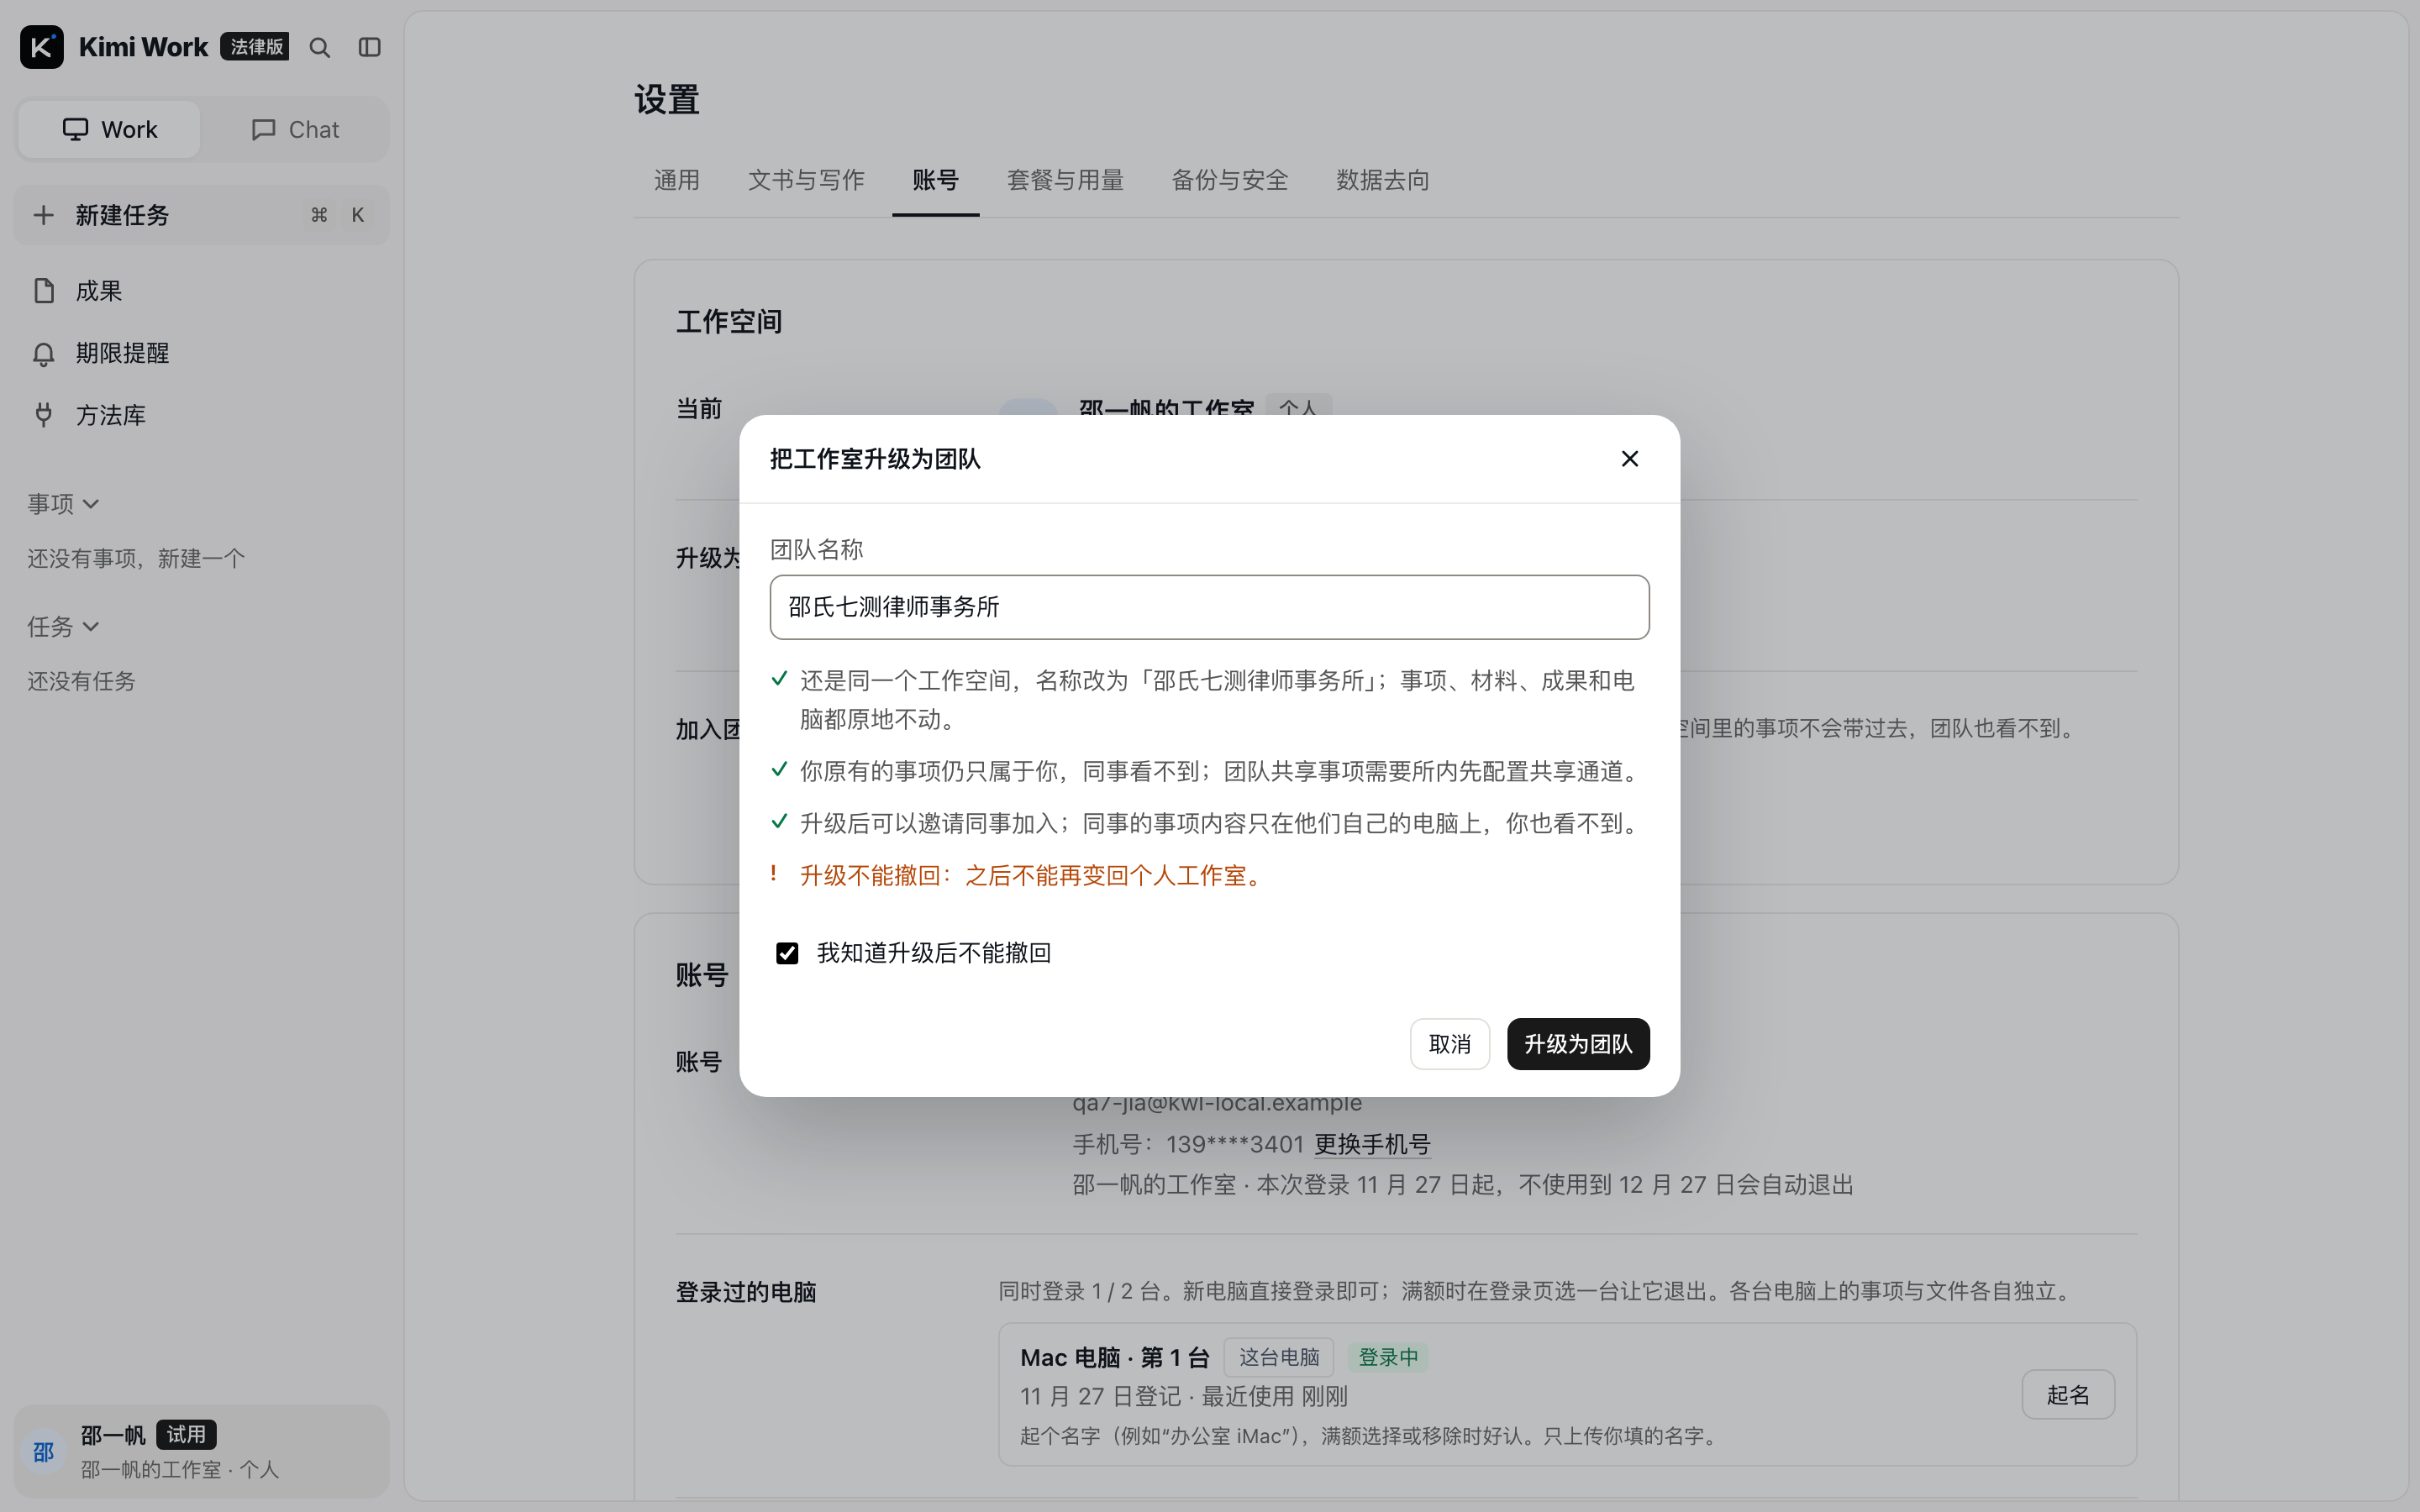 Kimi Work 法律版
Work
Chat
新建任务 ⌘ K
成果
期限提醒
方法库
事项
还没有事项，新建一个
任务
还没有任务
邵
邵一帆 试用
邵一帆的工作室 · 个人
设置
通用 文书与写作 账号 套餐与用量 备份与安全 数据去向
工作空间
当前
邵一帆的工作室 个人
升级为
加入团
间里的事项不会带过去，团队也看不到。
把工作室升级为团队
团队名称
邵氏七测律师事务所
还是同一个工作空间，名称改为「邵氏七测律师事务所」；事项、材料、成果和电
脑都原地不动。
你原有的事项仍只属于你，同事看不到；团队共享事项需要所内先配置共享通道。
升级后可以邀请同事加入；同事的事项内容只在他们自己的电脑上，你也看不到。
! 升级不能撤回：之后不能再变回个人工作室。
我知道升级后不能撤回
取消 升级为团队
账号
账号
qa7-jia@kwl-local.example
手机号：139****3401 更换手机号
邵一帆的工作室 · 本次登录 11 月 27 日起，不使用到 12 月 27 日会自动退出
登录过的电脑
同时登录 1 / 2 台。新电脑直接登录即可；满额时在登录页选一台让它退出。各台电脑上的事项与文件各自独立。
Mac 电脑 · 第 1 台 这台电脑 登录中
11 月 27 日登记 · 最近使用 刚刚
起个名字（例如“办公室 iMac”），满额选择或移除时好认。只上传你填的名字。
起名